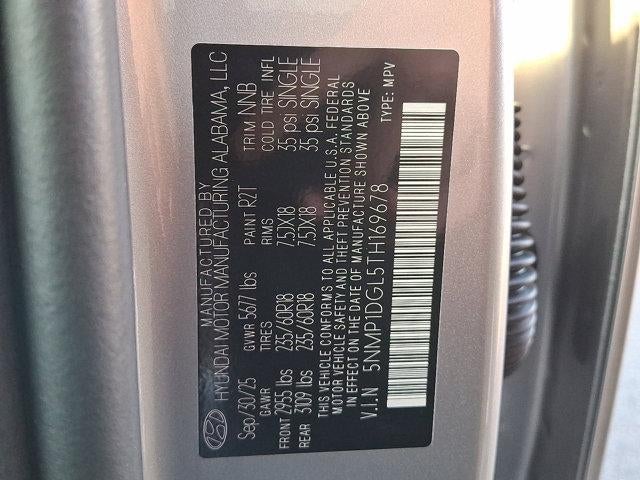 MANUFACTURED BY
HYUNDAI MOTOR MANUFACTURING ALABAMA, LLC
Sep/30/25 GVWR 5677 lbs PAINT R2T TRIM NNB
GAWR TIRES RIMS COLD TIRE INFL
FRONT 2955 lbs 235/60R18 7.5JX18 35 psi SINGLE
REAR 3109 lbs 235/60R18 7.5JX18 35 psi SINGLE
THIS VEHICLE CONFORMS TO ALL APPLICABLE U.S.A. FEDERAL
MOTOR VEHICLE SAFETY AND THEFT PREVENTION STANDARDS
IN EFFECT ON THE DATE OF MANUFACTURE SHOWN ABOVE
V.I.N 5NMP1DGL5TH169678 TYPE: MPV